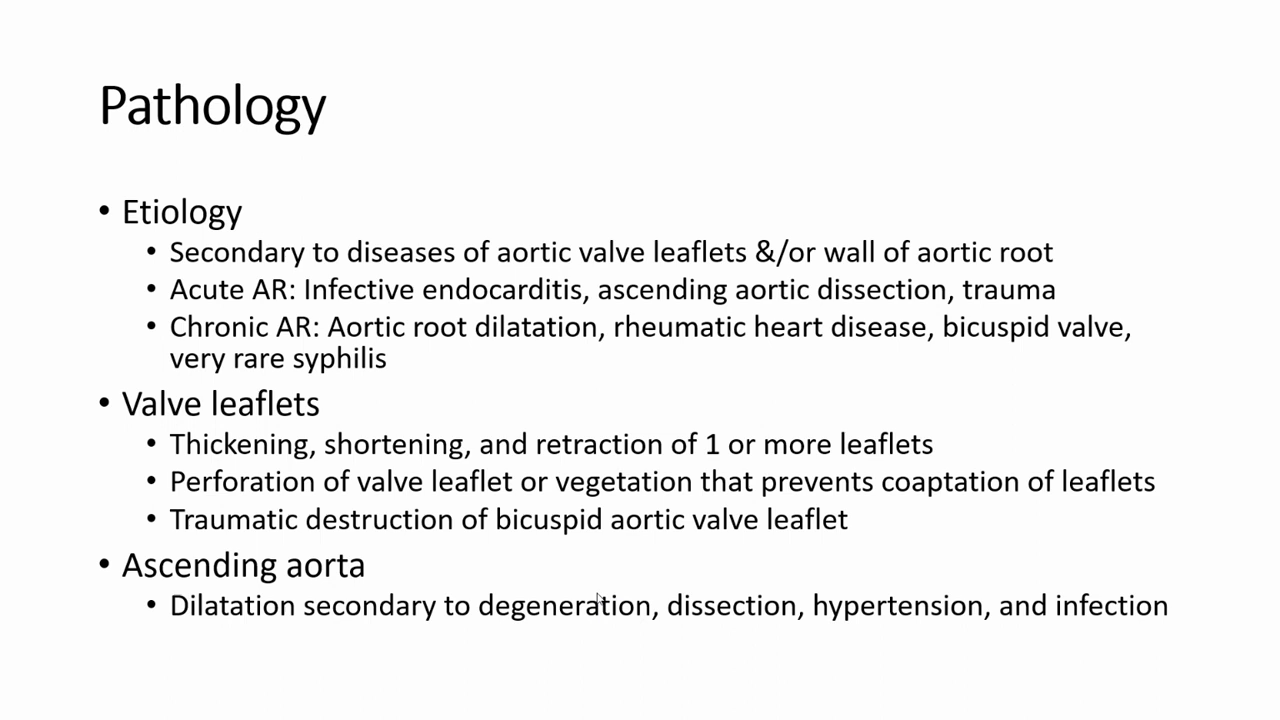 Pathology
• Etiology
• Secondary to diseases of aortic valve leaflets &/or wall of aortic root
• Acute AR: Infective endocarditis, ascending aortic dissection, trauma
• Chronic AR: Aortic root dilatation, rheumatic heart disease, bicuspid valve,
very rare syphilis
• Valve leaflets
• Thickening, shortening, and retraction of 1 or more leaflets
• Perforation of valve leaflet or vegetation that prevents coaptation of leaflets
• Traumatic destruction of bicuspid aortic valve leaflet
• Ascending aorta
• Dilatation secondary to degeneration, dissection, hypertension, and infection